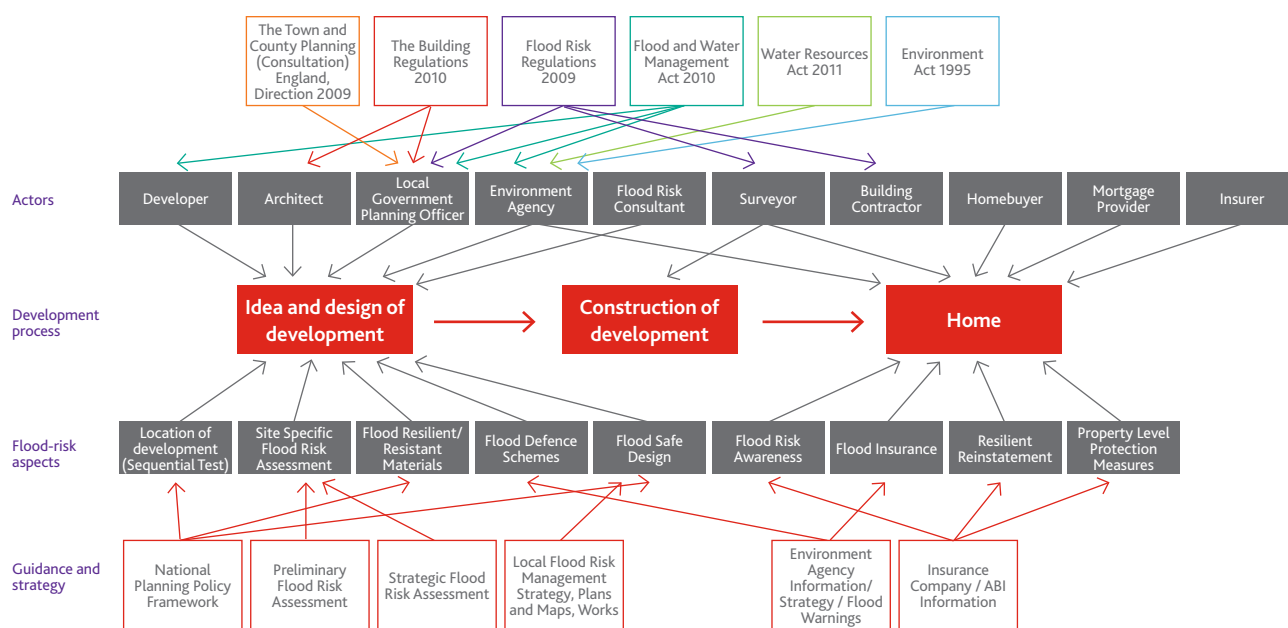 The Town and
County Planning
(Consultation)
England,
Direction 2009
The Building
Regulations
2010
Flood Risk
Regulations
2009
Flood and Water
Management
Act 2010
Water Resources
Act 2011
Environment
Act 1995
Actors
Developer
Architect
Local
Government
Planning Officer
Environment
Agency
Flood Risk
Consultant
Surveyor
Building
Contractor
Homebuyer
Mortgage
Provider
Insurer
Development
process
Idea and design of
development
Construction of
development
Home
Flood-risk
aspects
Location of
development
(Sequential Test)
Site Specific
Flood Risk
Assessment
Flood Resilient/
Resistant
Materials
Flood Defence
Schemes
Flood Safe
Design
Flood Risk
Awareness
Flood Insurance
Resilient
Reinstatement
Property Level
Protection
Measures
Guidance and
strategy
National
Planning Policy
Framework
Preliminary
Flood Risk
Assessment
Strategic Flood
Risk Assessment
Local Flood Risk
Management
Strategy, Plans
and Maps, Works
Environment
Agency
Information/
Strategy / Flood
Warnings
Insurance
Company / ABI
Information